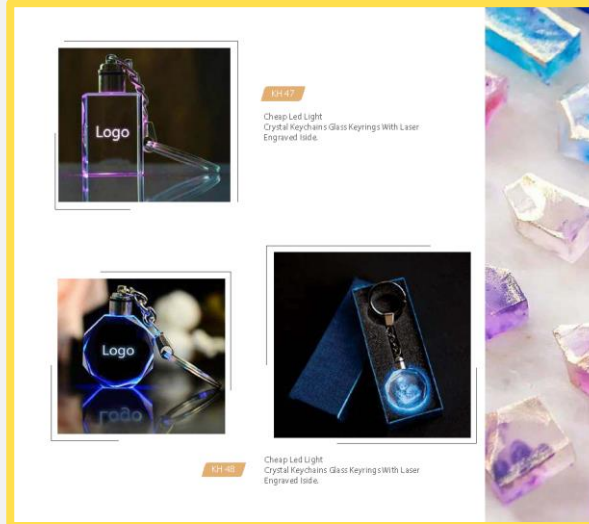 KH 47
Cheap Led Light
Crystal Keychains Glass Keyrings With Laser
Engraved Iside.
Logo
Logo
Logo
KH 48
Cheap Led Light
Crystal Keychains Glass Keyrings With Laser
Engraved Iside.